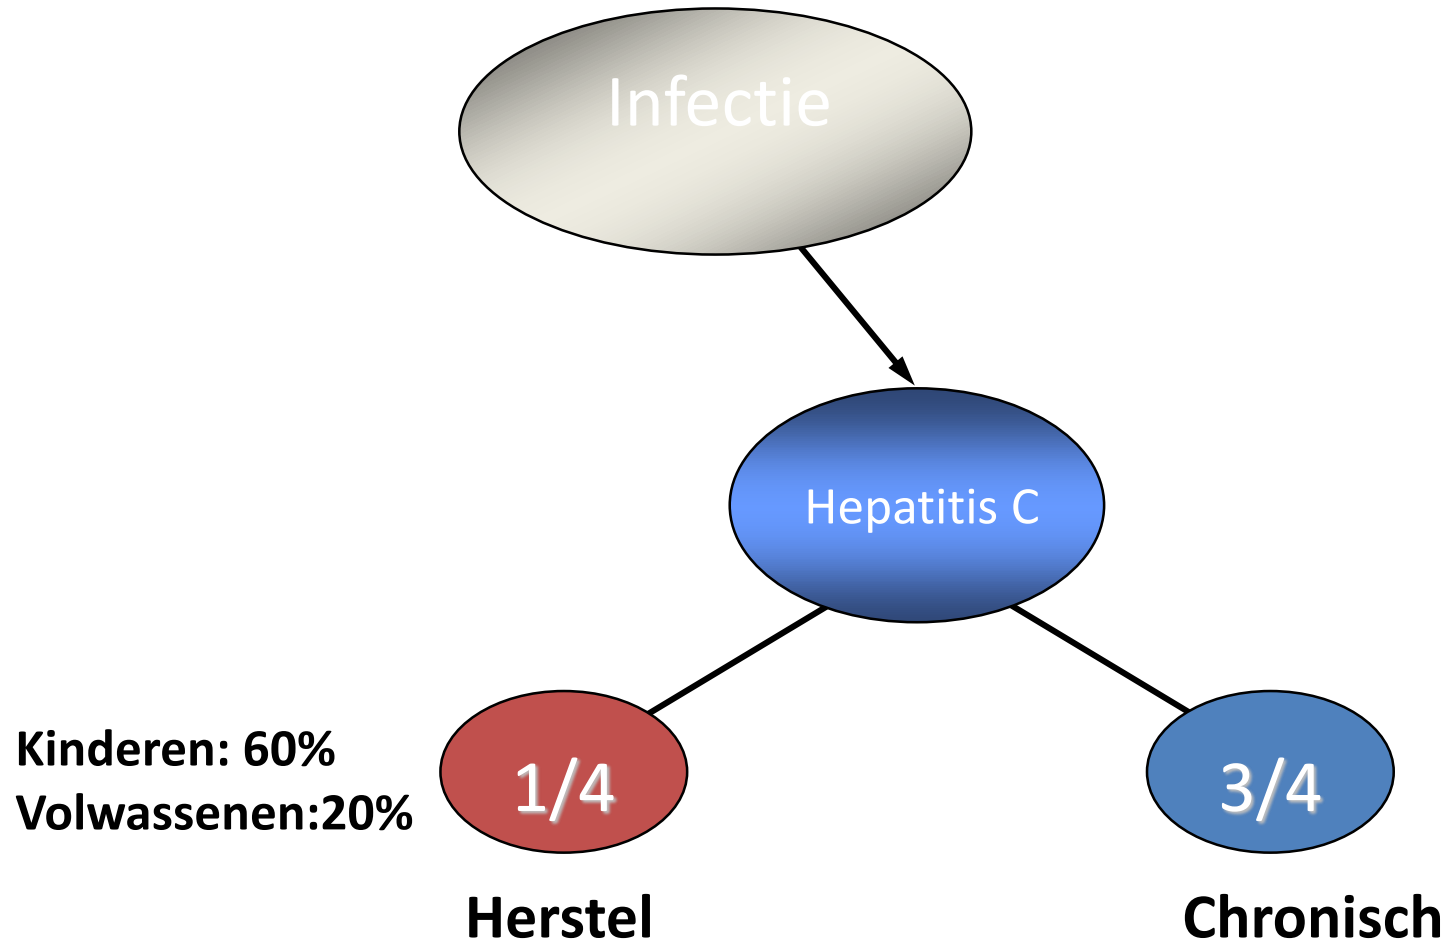 Infectie
Hepatitis C
Kinderen: 60%
Volwassenen:20%
1/4
3/4
Herstel
Chronisch